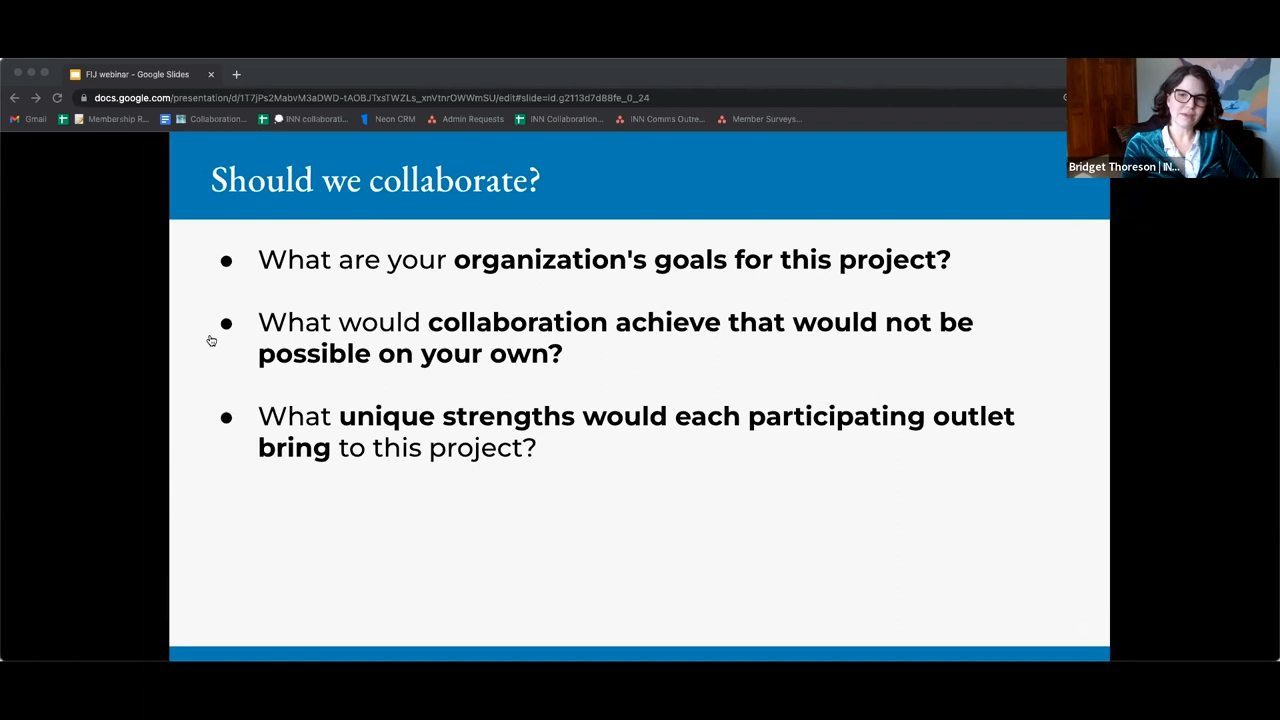 FIJ webinar - Google Slides
docs.google.com/presentation/d/1T7jPs2MabvM3aDWD-tAOBJTxsTWZLs_xnVtnrOWWmSU/edit#slide=id.g2113d7d88fe_0_24
Gmail Membership R... Collaboration... INN collaborati... Neon CRM Admin Requests INN Collaboration... INN Comms Outre... Member Surveys...
Bridget Thoreson | IN...
Should we collaborate?
● What are your organization's goals for this project?
● What would collaboration achieve that would not be
possible on your own?
● What unique strengths would each participating outlet
bring to this project?